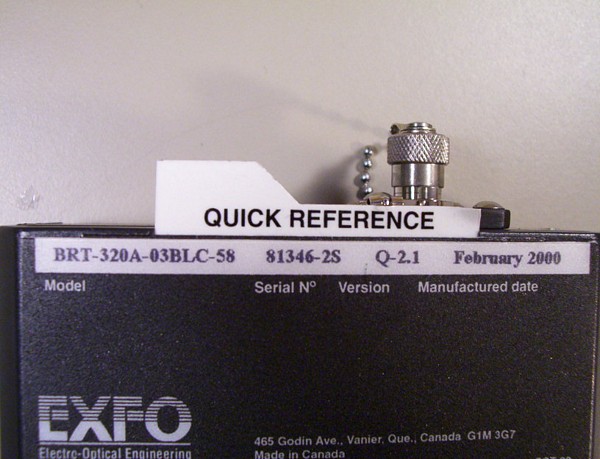 QUICK REFERENCE
BRT-320A-03BLC-58 81346-2S Q-2.1 February 2000
Model Serial Nº Version Manufactured date
EXFO
Electro-Optical Engineering
465 Godin Ave., Vanier, Que., Canada G1M 3G7
Made in Canada